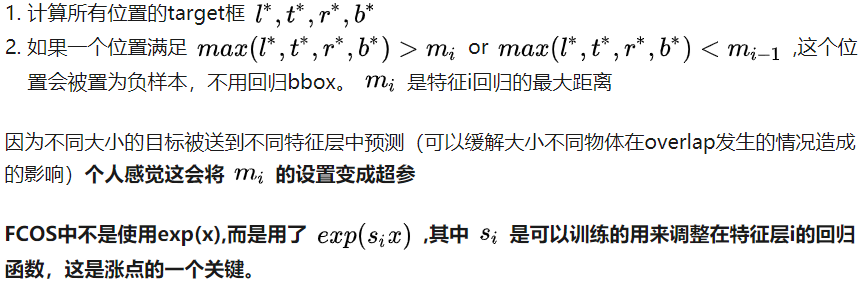 1. 计算所有位置的target框 l*, t*, r*, b*
2. 如果一个位置满足 max(l*, t*, r*, b*) > m_i or max(l*, t*, r*, b*) < m_{i-1} ,这个位
置会被置为负样本，不用回归bbox。 m_i 是特征i回归的最大距离
因为不同大小的目标被送到不同特征层中预测（可以缓解大小不同物体在overlap发生的情况造成
的影响）个人感觉这会将 m_i 的设置变成超参
FCOS中不是使用exp(x),而是用了 exp(s_i x) ,其中 s_i 是可以训练的用来调整在特征层i的回归
函数，这是涨点的一个关键。